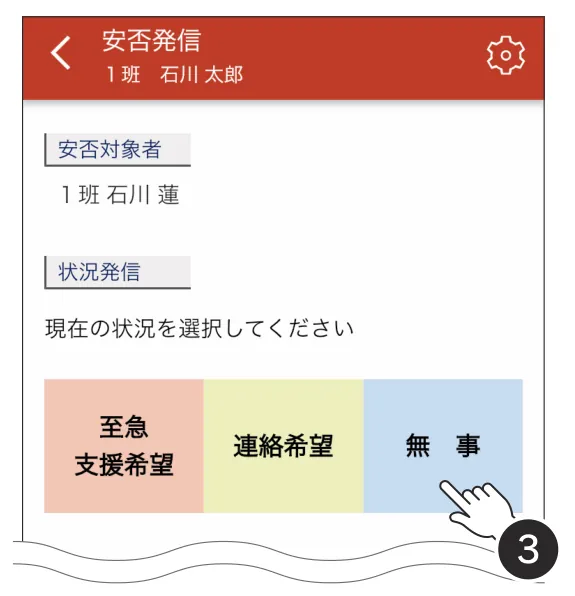 安否発信
1班　石川 太郎
安否対象者
1班 石川 蓮
状況発信
現在の状況を選択してください
至急
支援希望
連絡希望
無　事
3